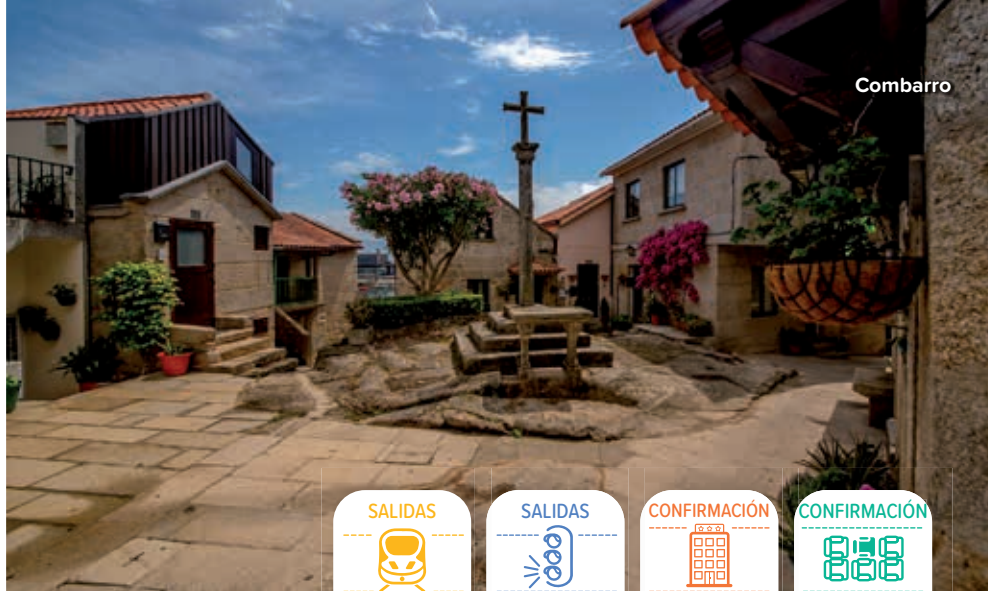 Combarro
SALIDAS
SALIDAS
CONFIRMACIÓN
CONFIRMACIÓN